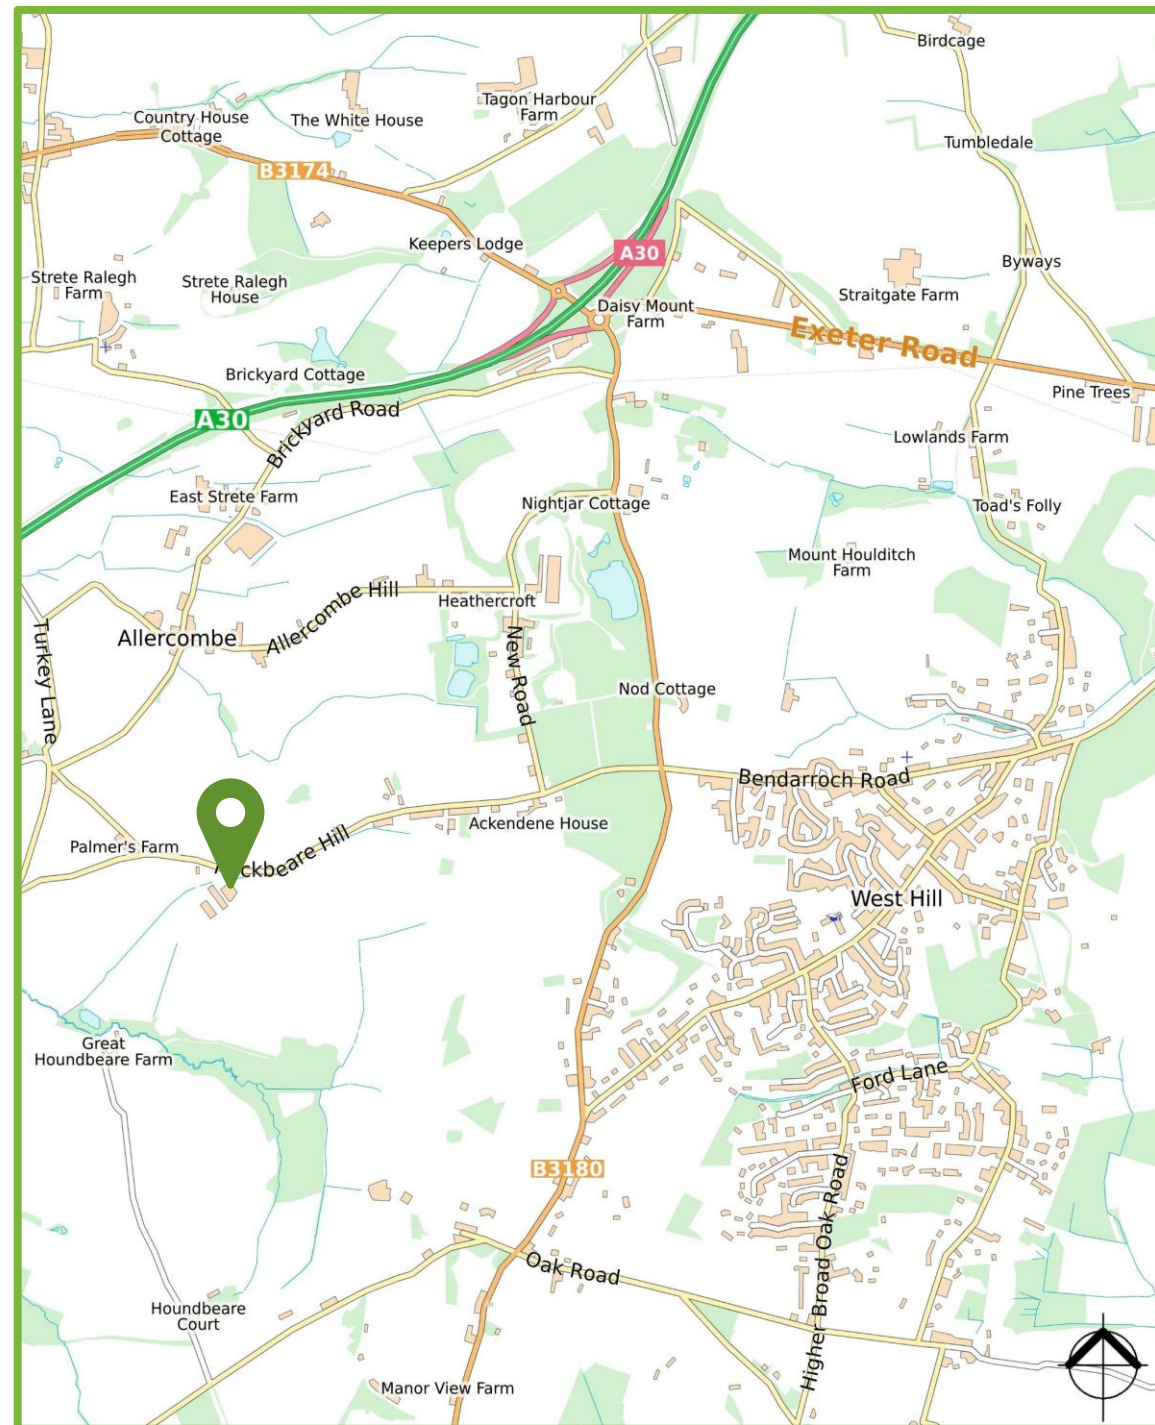 Birdcage
Tagon Harbour
Farm
Country House
Cottage
The White House
Tumbledale
B3174
Keepers Lodge
A30
Byways
Strete Ralegh
Farm
Strete Ralegh
House
Straitgate Farm
Daisy Mount
Farm
Exeter Road
Brickyard Cottage
Pine Trees
A30
Brickyard Road
Lowlands Farm
East Strete Farm
Nightjar Cottage
Toad's Folly
Mount Houlditch
Farm
Allercombe Hill
Heathercroft
Allercombe
Turkey Lane
New Road
Nod Cottage
Bendarroch Road
Ackendene House
Palmer's Farm
ckbeare Hill
West Hill
Great
Houndbeare Farm
Ford Lane
B3180
Higher Broad Oak Road
Oak Road
Houndbeare
Court
Manor View Farm